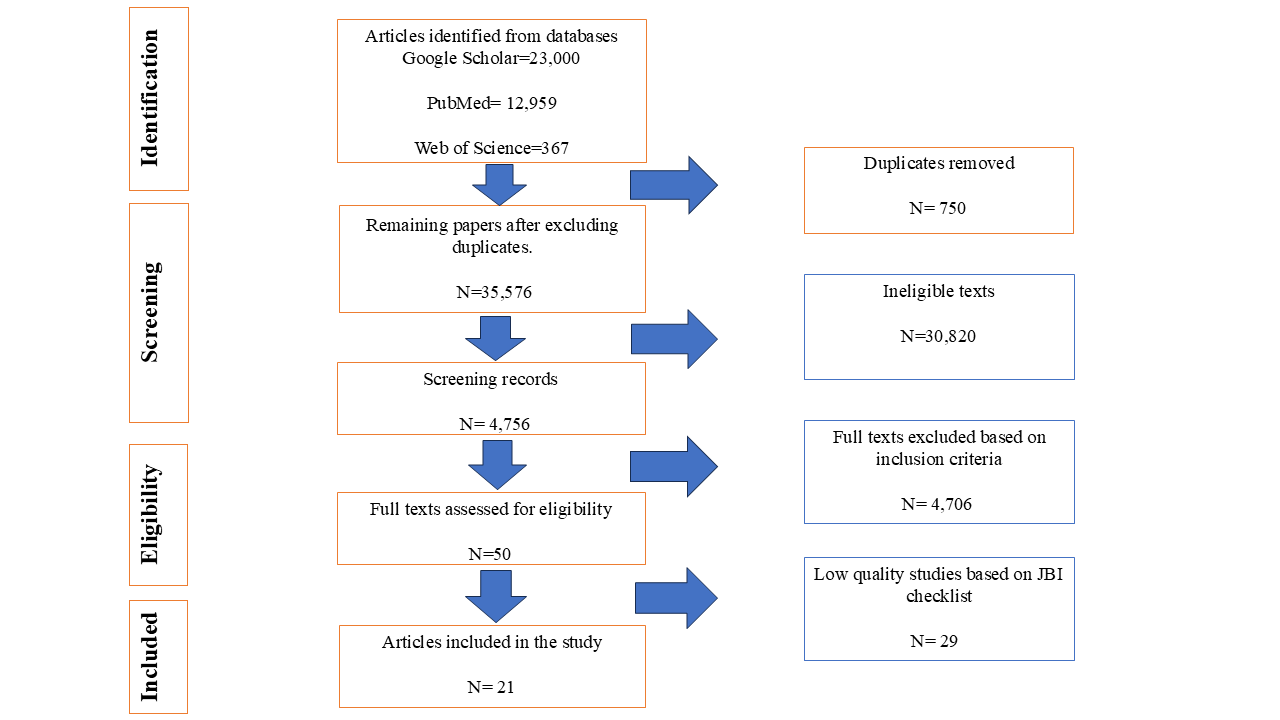 Identification
Articles identified from databases
Google Scholar=23,000
PubMed= 12,959
Web of Science=367
Duplicates removed
N= 750
Screening
Remaining papers after excluding
duplicates.
N=35,576
Ineligible texts
N=30,820
Screening records
N= 4,756
Full texts excluded based on
inclusion criteria
N= 4,706
Eligibility
Full texts assessed for eligibility
N=50
Low quality studies based on JBI
checklist
N= 29
Included
Articles included in the study
N= 21